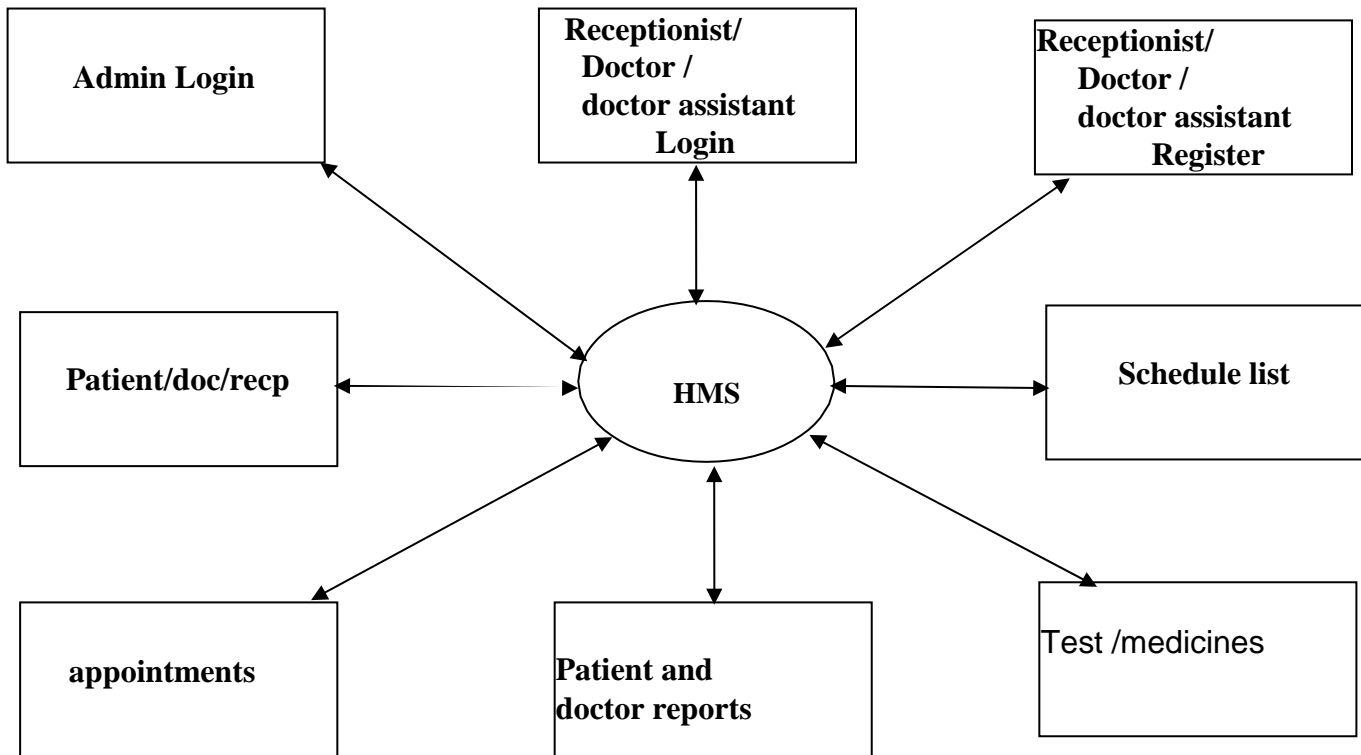 Admin Login
Receptionist/
Doctor /
doctor assistant
Login
Receptionist/
Doctor /
doctor assistant
Register
Patient/doc/recp
HMS
Schedule list
appointments
Patient and
doctor reports
Test /medicines